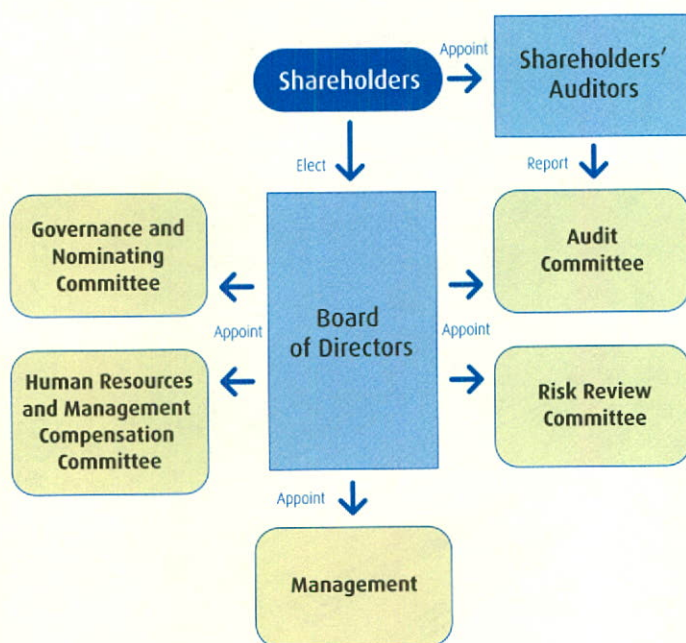 Appoint
Shareholders
Shareholders'
Auditors
Elect
Report
Governance and
Nominating
Committee
Audit
Committee
Board
of Directors
Appoint
Appoint
Human Resources
and Management
Compensation
Committee
Risk Review
Committee
Appoint
Management